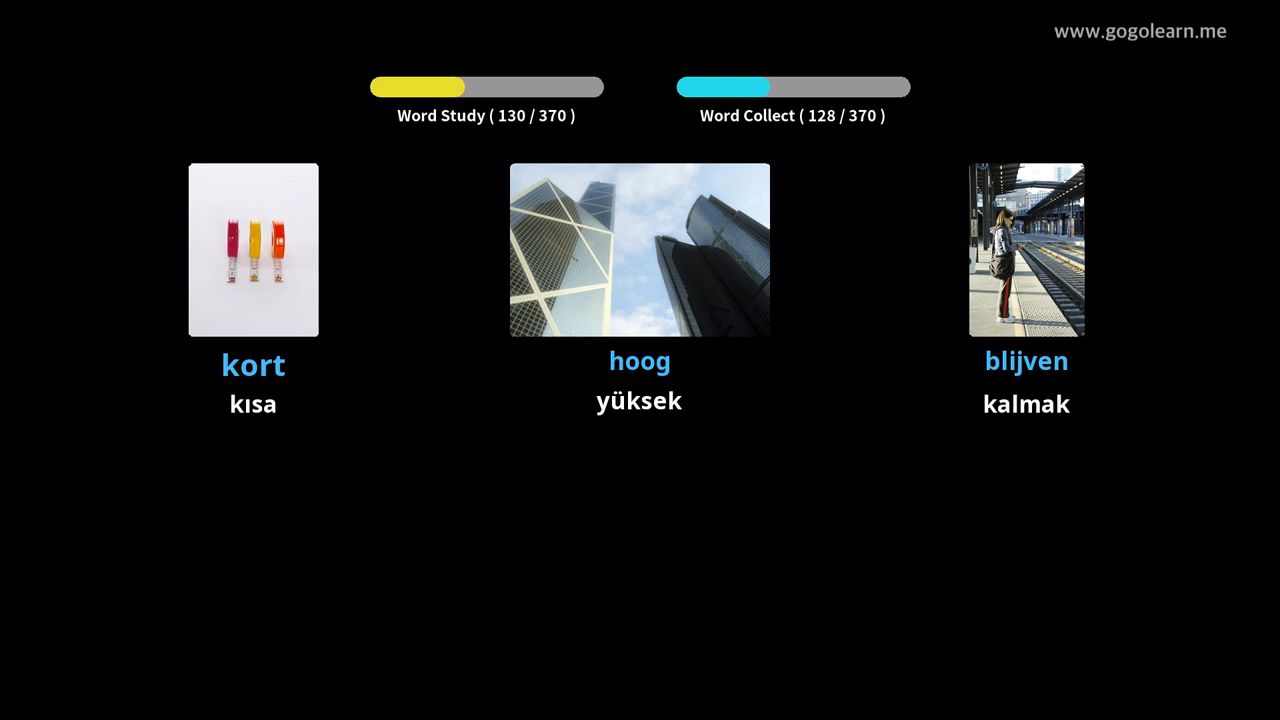 www.gogolearn.me
Word Study ( 130 / 370 )
Word Collect ( 128 / 370 )
kort
hoog
blijven
kısa
yüksek
kalmak